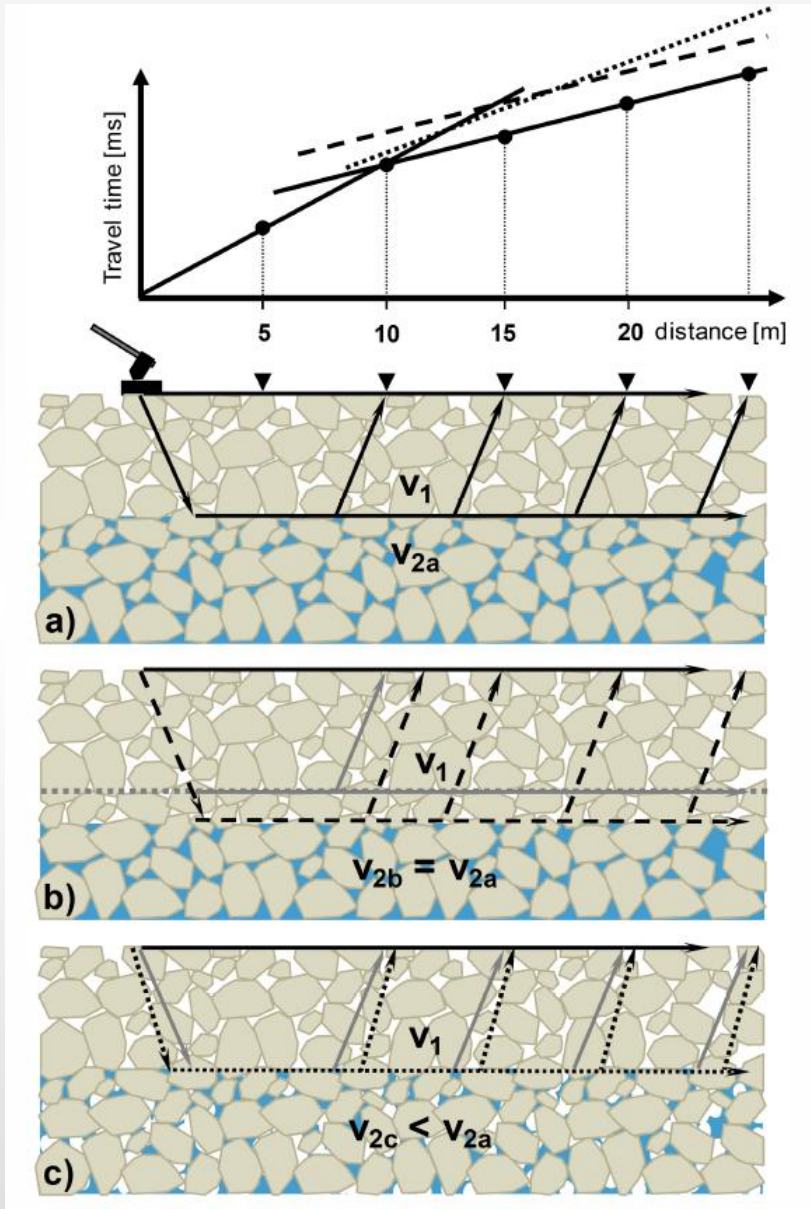 Travel time [ms]
5 10 15 20 distance [m]
v1
v2a
a)
v1
v2b = v2a
b)
v1
v2c < v2a
c)